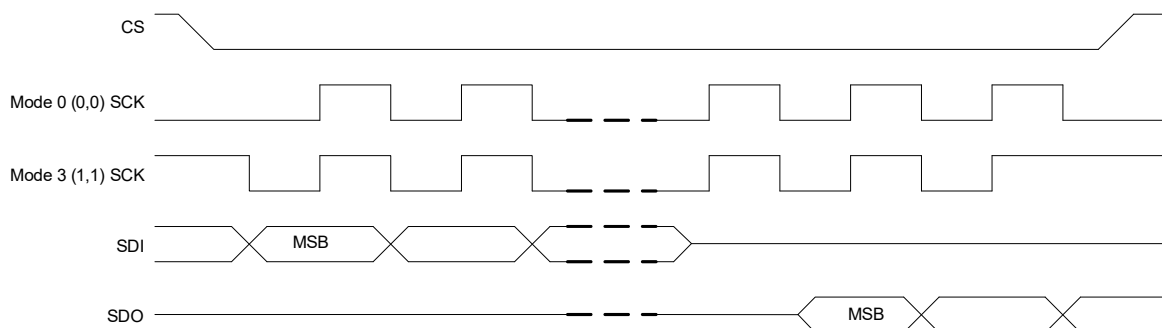 CS
Mode 0 (0,0) SCK
Mode 3 (1,1) SCK
SDI
MSB
SDO
MSB